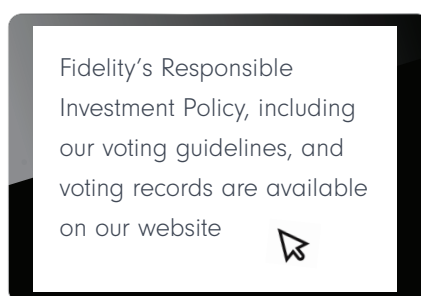 Fidelity’s Responsible
Investment Policy, including
our voting guidelines, and
voting records are available
on our website